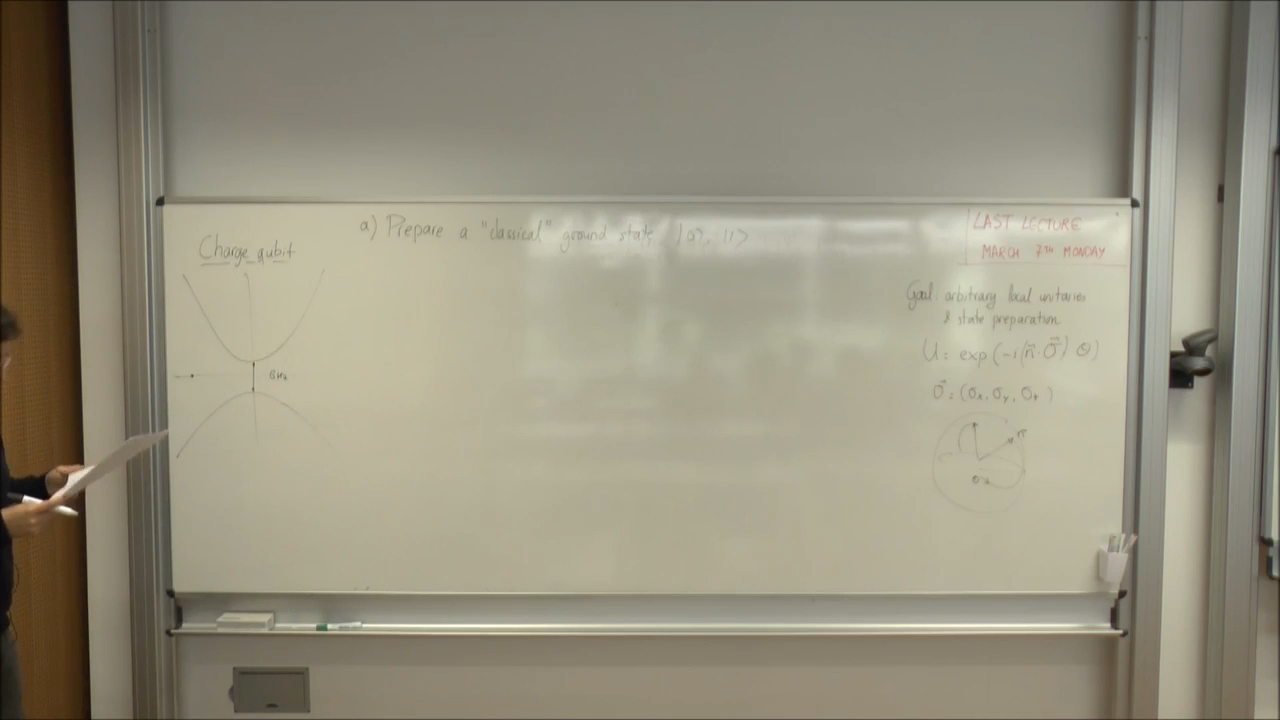 Charge qubit
a) Prepare a "classical" ground state |0>, |1>
LAST LECTURE
MARCH 7TH MONDAY
Goal: arbitrary local unitaries
& state preparation
U = exp(-i(n⃗·σ⃗) Θ)
σ⃗ = (σx, σy, σz)
n⃗